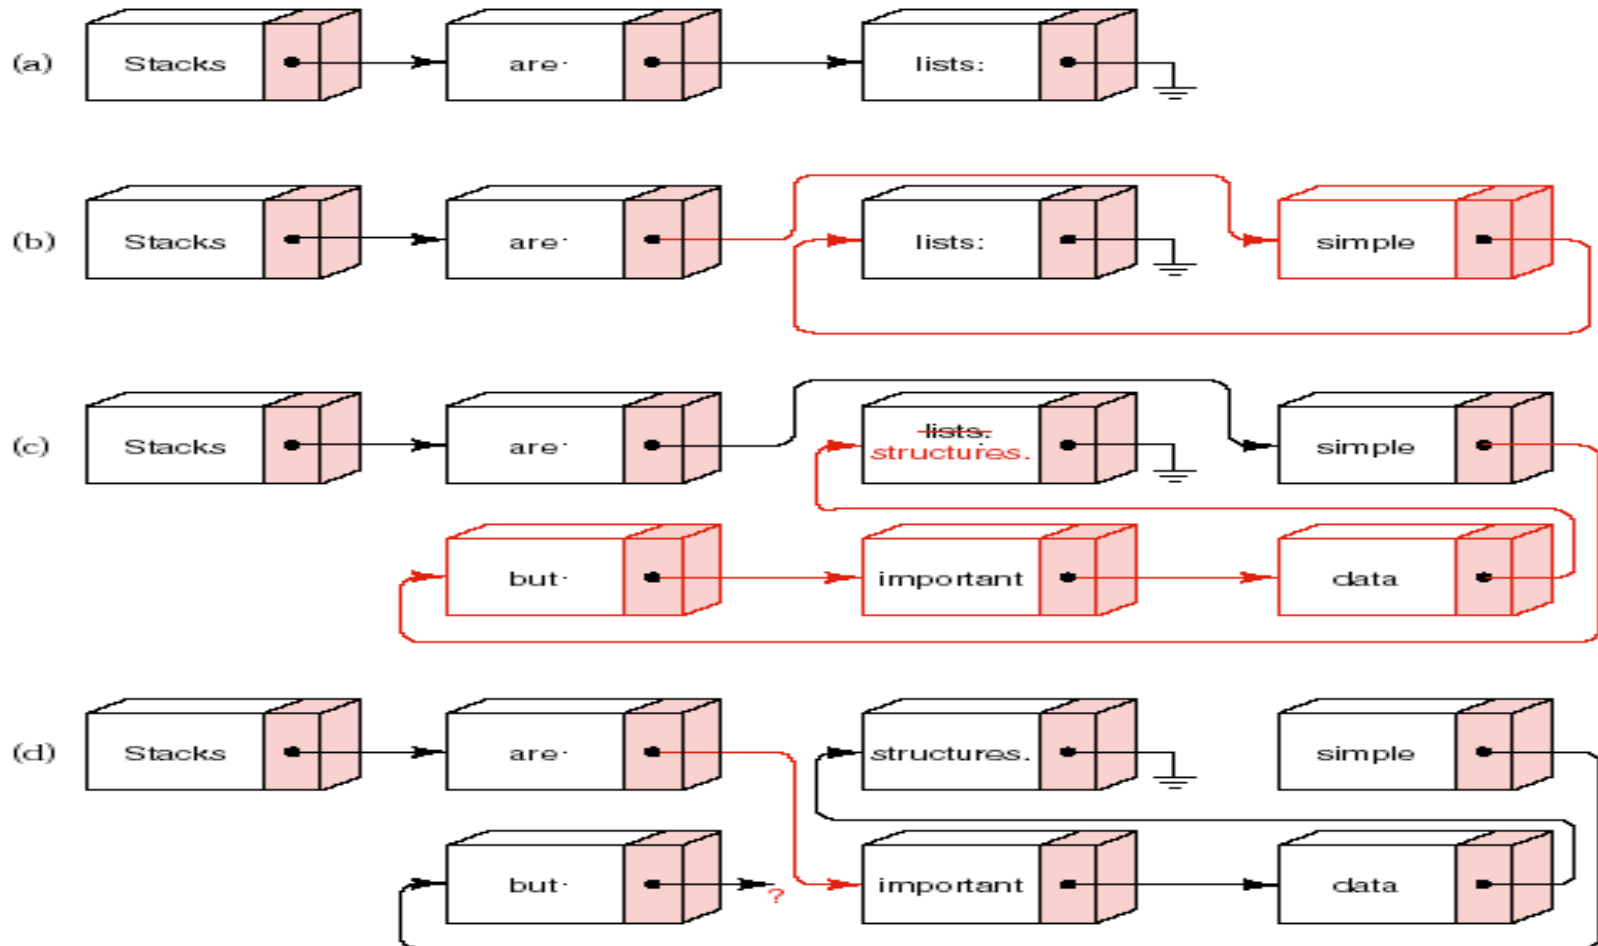 (a) Stacks are lists.
(b) Stacks are lists. simple
(c) Stacks are lists. simple
structures.
but important data
(d) Stacks are structures. simple
but ? important data